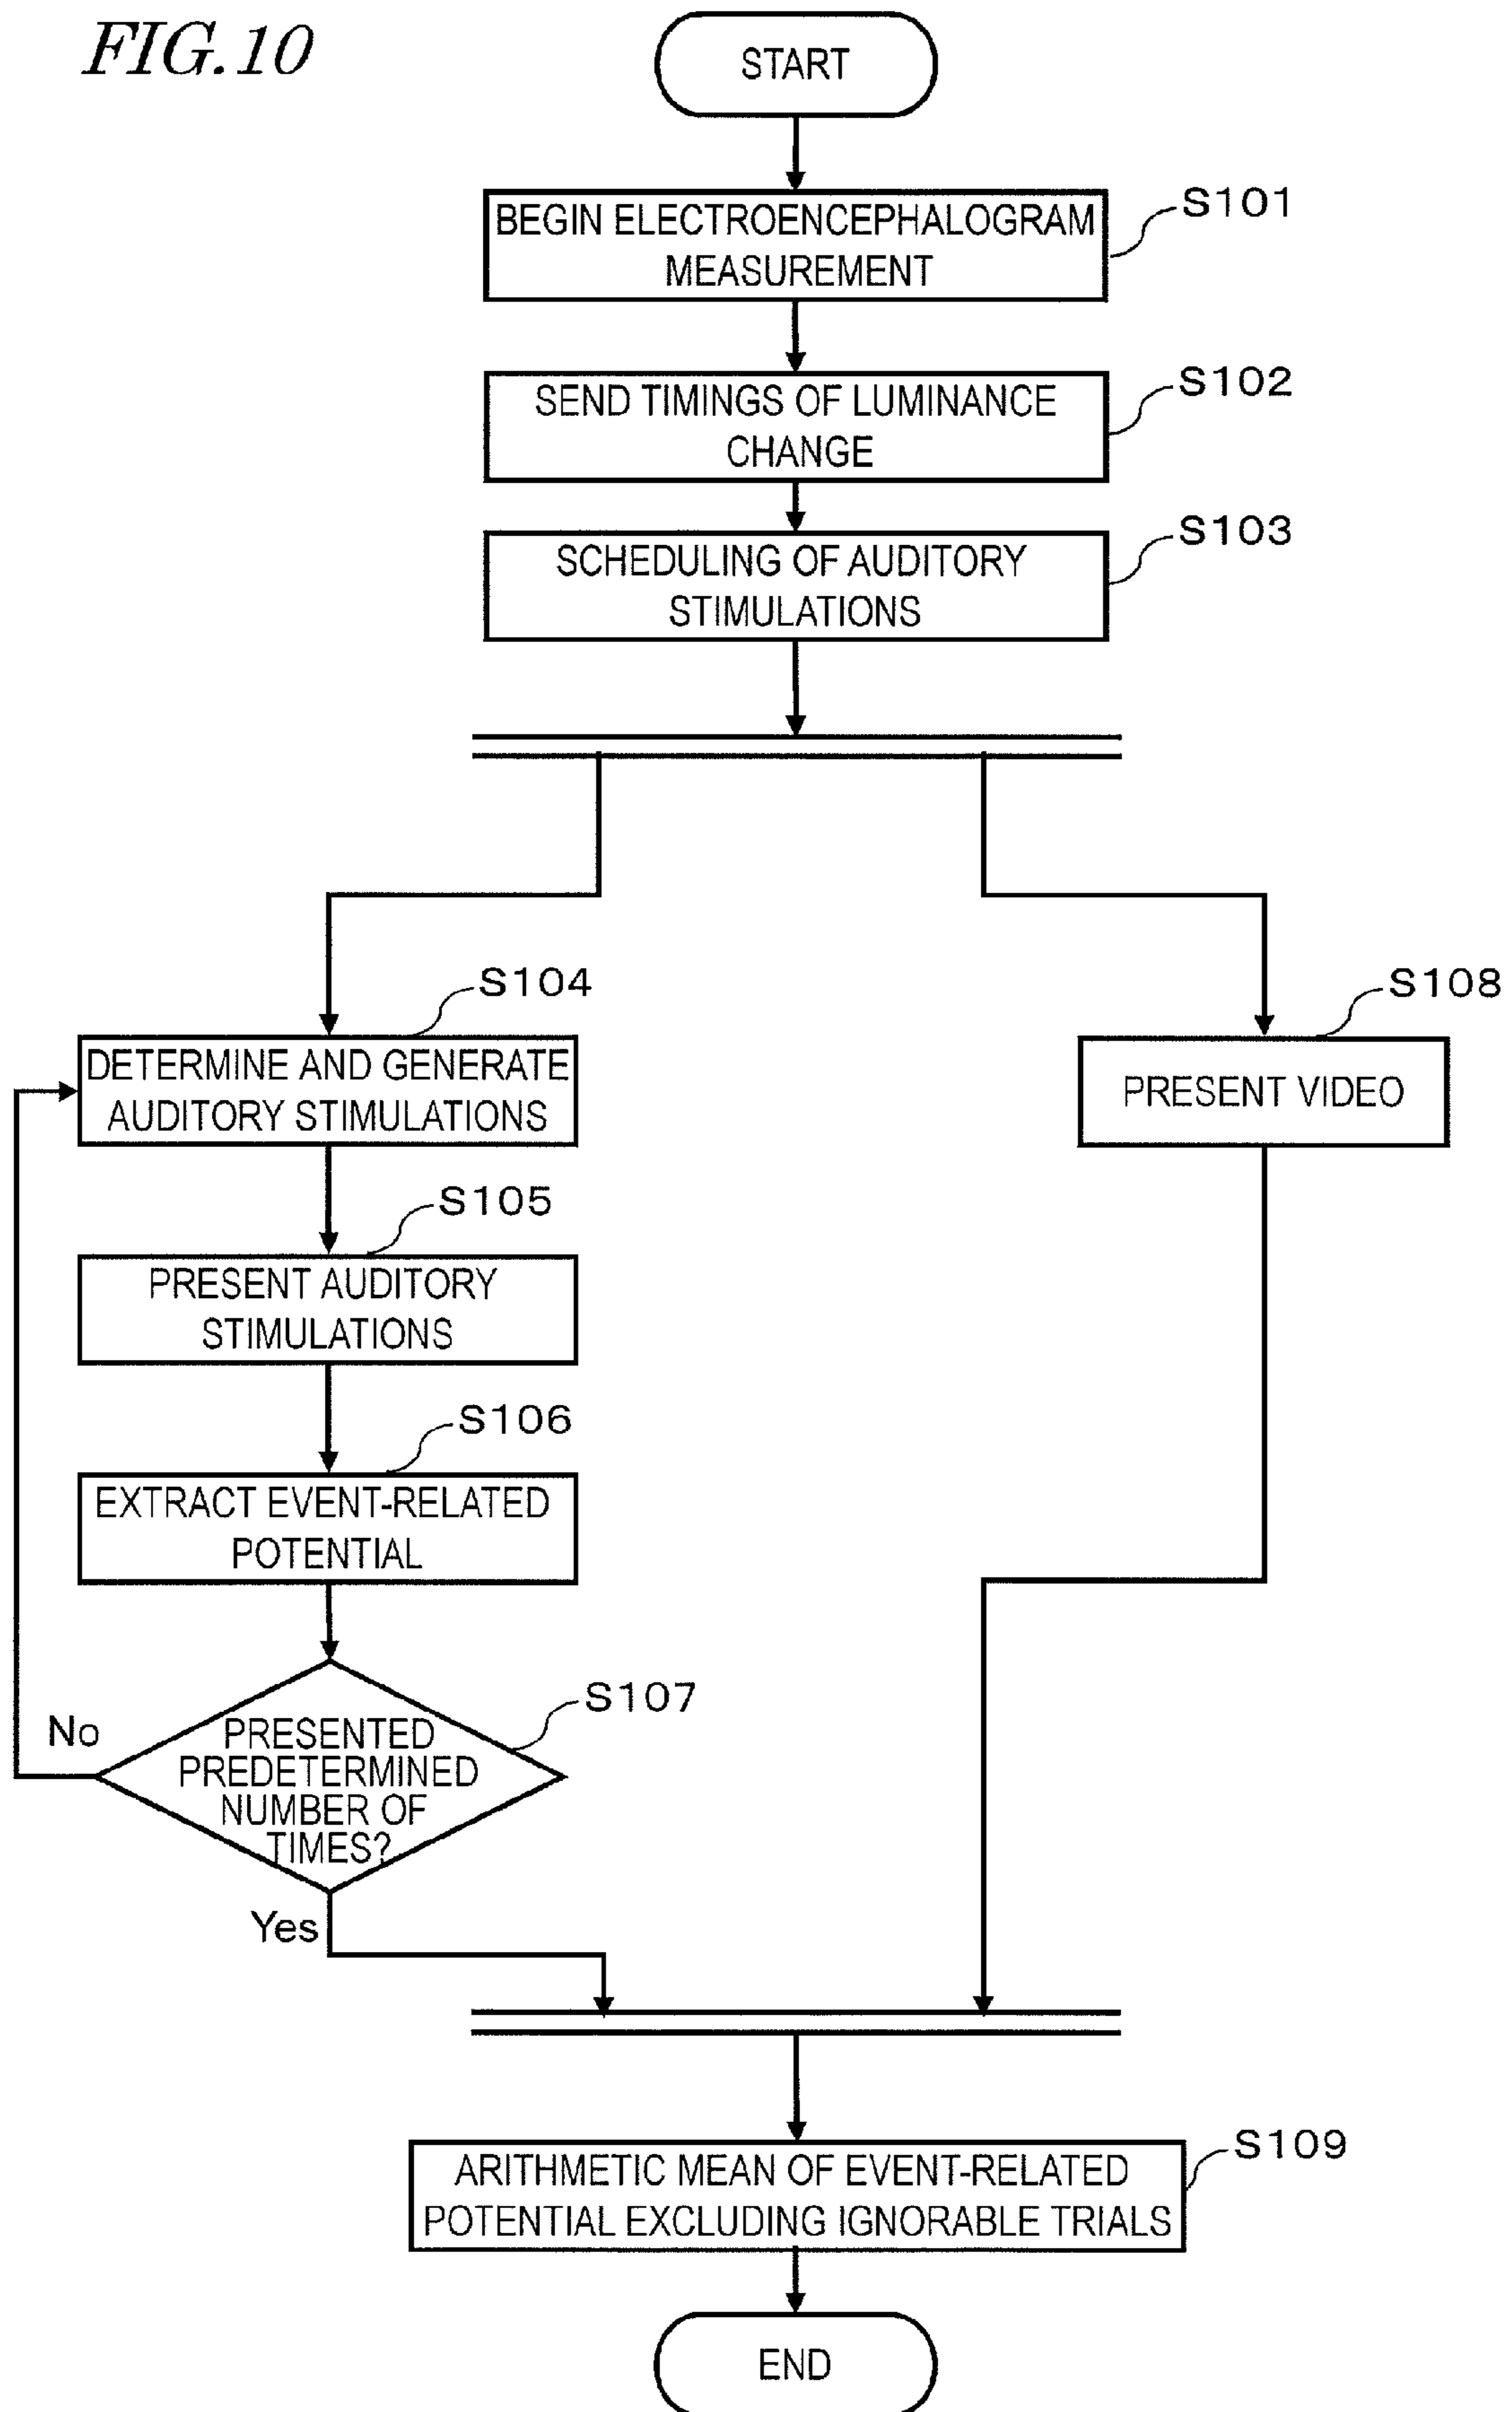 FIG.10
START
BEGIN ELECTROENCEPHALOGRAM
MEASUREMENT
S101
SEND TIMINGS OF LUMINANCE
CHANGE
S102
SCHEDULING OF AUDITORY
STIMULATIONS
S103
DETERMINE AND GENERATE
AUDITORY STIMULATIONS
S104
PRESENT VIDEO
S108
PRESENT AUDITORY
STIMULATIONS
S105
EXTRACT EVENT-RELATED
POTENTIAL
S106
PRESENTED
PREDETERMINED
NUMBER OF
TIMES?
S107
No
Yes
ARITHMETIC MEAN OF EVENT-RELATED
POTENTIAL EXCLUDING IGNORABLE TRIALS
S109
END